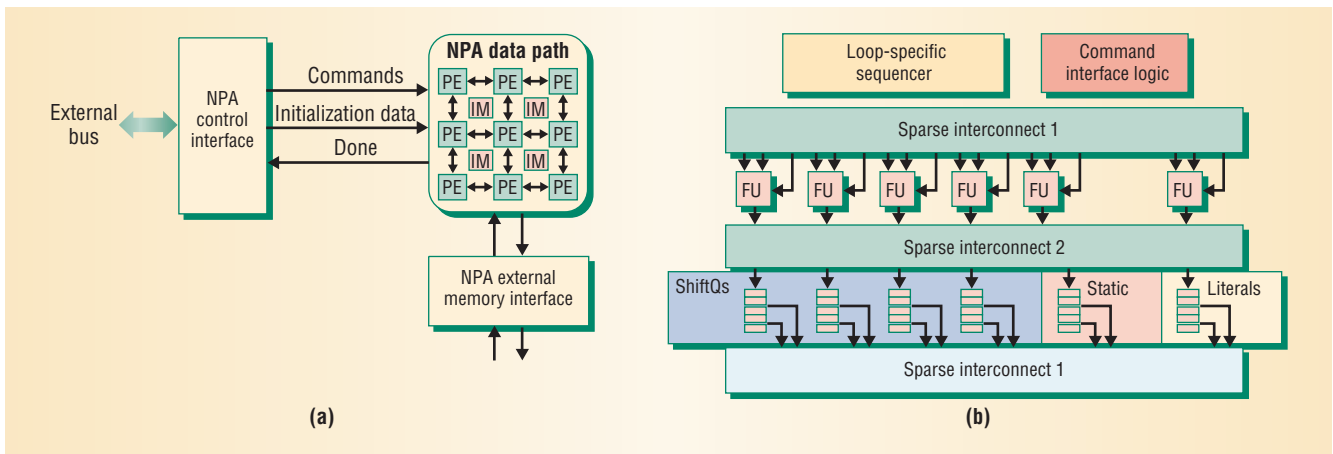 External
bus
NPA
control
interface
Commands
Initialization data
Done
NPA data path
PE PE PE
IM IM
PE PE PE
IM IM
PE PE PE
NPA external
memory interface
(a)
Loop-specific
sequencer
Command
interface logic
Sparse interconnect 1
FU FU FU FU FU FU
Sparse interconnect 2
ShiftQs
Static
Literals
Sparse interconnect 1
(b)